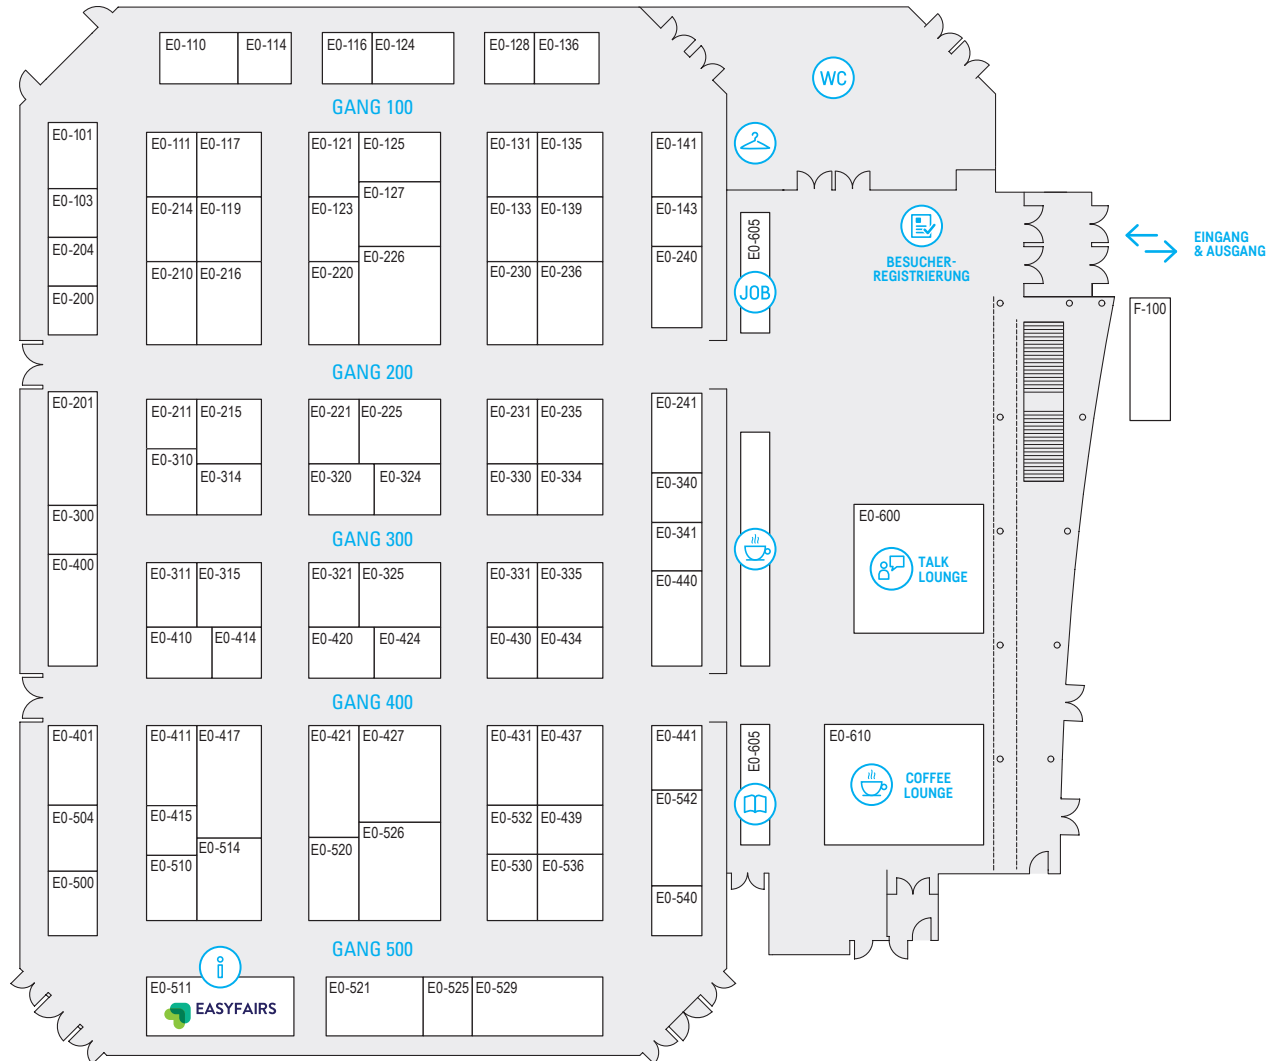 E0-110 E0-114 E0-116 E0-124 E0-128 E0-136
WC
GANG 100
E0-101 E0-111 E0-117 E0-121 E0-125 E0-131 E0-135 E0-141
E0-127
E0-103 E0-214 E0-119 E0-123 E0-133 E0-139 E0-143
E0-204 E0-226 E0-240
E0-210 E0-216 E0-220 E0-230 E0-236
E0-200
E0-605
JOB
BESUCHER-
REGISTRIERUNG
EINGANG
& AUSGANG
F-100
GANG 200
E0-201 E0-211 E0-215 E0-221 E0-225 E0-231 E0-235 E0-241
E0-310 E0-314 E0-320 E0-324 E0-330 E0-334 E0-340
E0-300 E0-341
GANG 300
E0-600
TALK
LOUNGE
E0-400 E0-311 E0-315 E0-321 E0-325 E0-331 E0-335 E0-440
E0-410 E0-414 E0-420 E0-424 E0-430 E0-434
GANG 400
E0-401 E0-411 E0-417 E0-421 E0-427 E0-431 E0-437 E0-441
E0-605
E0-610
COFFEE
LOUNGE
E0-542
E0-504 E0-415 E0-532 E0-439
E0-526
E0-514 E0-520
E0-510 E0-530 E0-536
E0-500 E0-540
GANG 500
i
E0-511 E0-521 E0-525 E0-529
EASYFAIRS